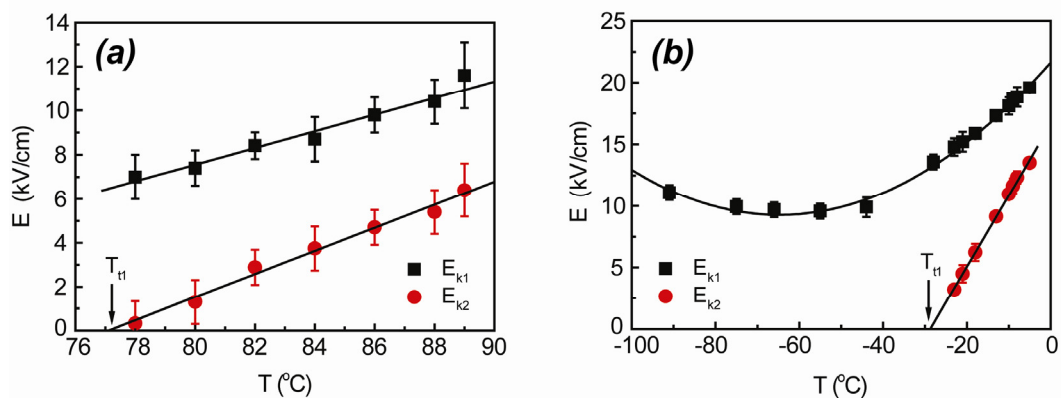 (a)
E (kV/cm)
14
12
10
8
6
4
2
0
T_t1
E_k1
E_k2
76 78 80 82 84 86 88 90
T (°C)
(b)
E (kV/cm)
25
20
15
10
5
0
T_t1
E_k1
E_k2
-100 -80 -60 -40 -20 0
T (°C)